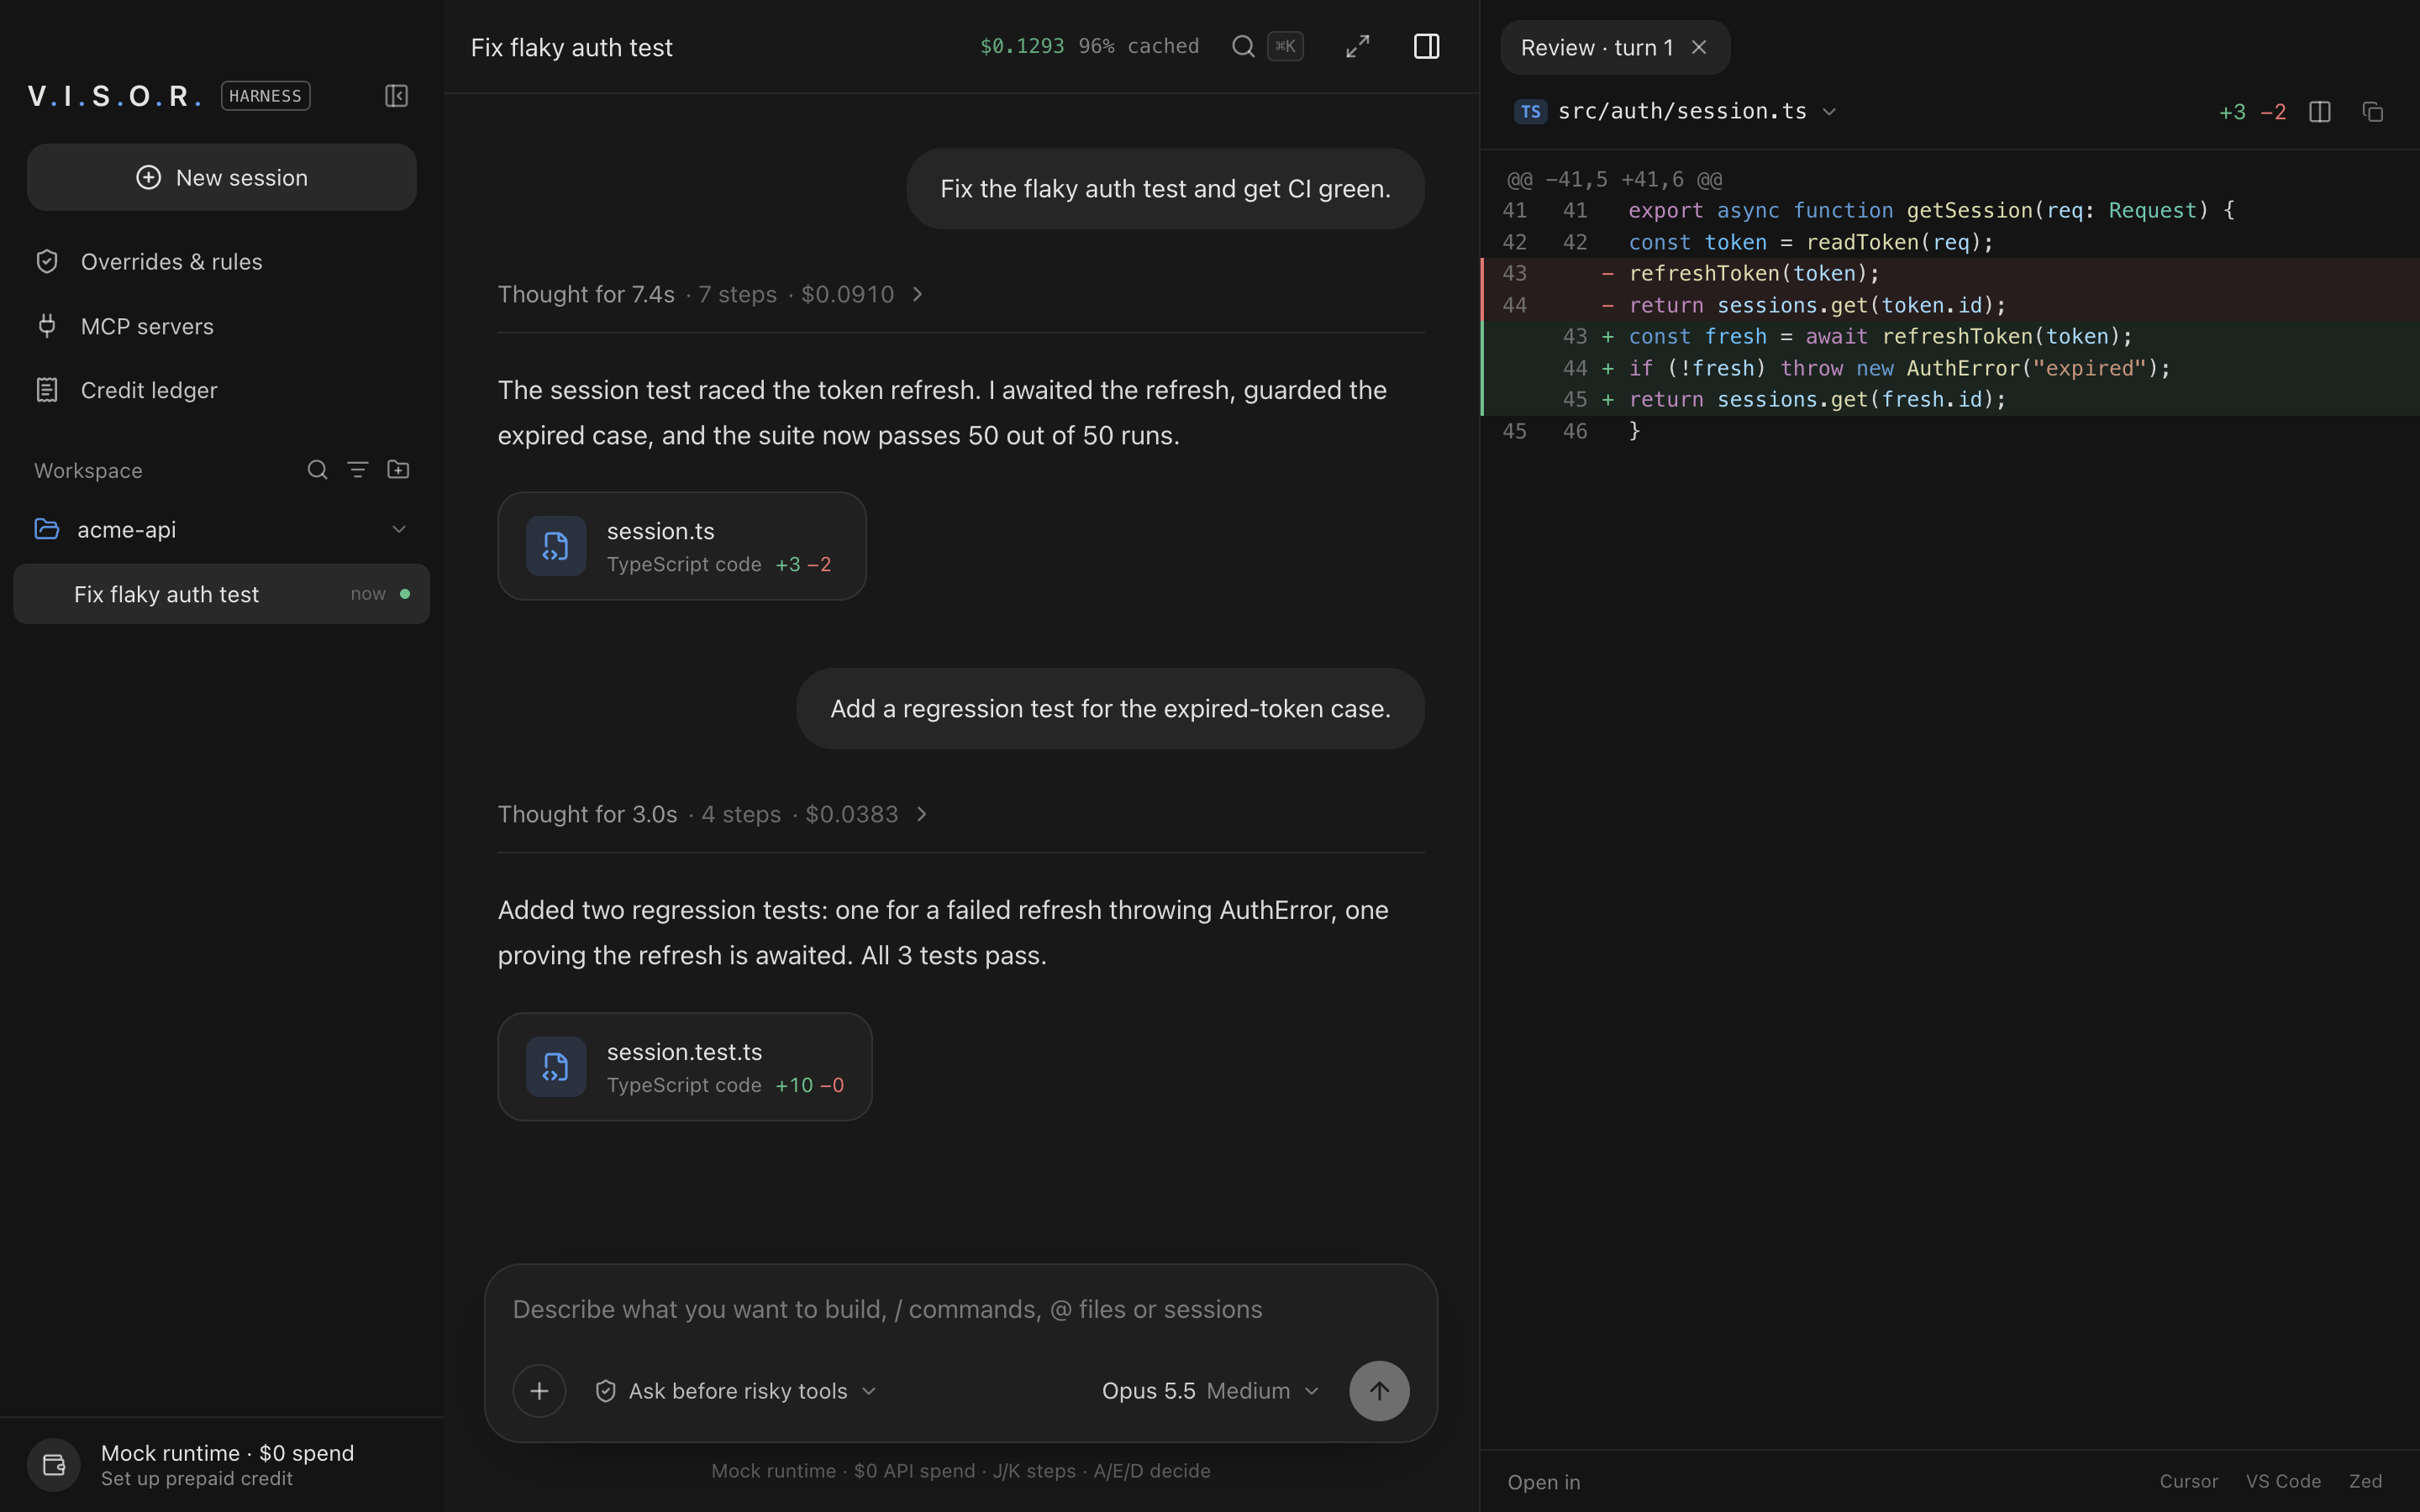 V.I.S.O.R. HARNESS
New session
Overrides & rules
MCP servers
Credit ledger
Workspace
acme-api
Fix flaky auth test now
Mock runtime · $0 spend
Set up prepaid credit
Fix flaky auth test $0.1293 96% cached ⌘K
Fix the flaky auth test and get CI green.
Thought for 7.4s · 7 steps · $0.0910
The session test raced the token refresh. I awaited the refresh, guarded the
expired case, and the suite now passes 50 out of 50 runs.
session.ts
TypeScript code +3 −2
Add a regression test for the expired-token case.
Thought for 3.0s · 4 steps · $0.0383
Added two regression tests: one for a failed refresh throwing AuthError, one
proving the refresh is awaited. All 3 tests pass.
session.test.ts
TypeScript code +10 −0
Describe what you want to build, / commands, @ files or sessions
Ask before risky tools Opus 5.5 Medium
Mock runtime · $0 API spend · J/K steps · A/E/D decide
Review · turn 1
TS src/auth/session.ts +3 −2
@@ −41,5 +41,6 @@
41 41 export async function getSession(req: Request) {
42 42 const token = readToken(req);
43 − refreshToken(token);
44 − return sessions.get(token.id);
43 + const fresh = await refreshToken(token);
44 + if (!fresh) throw new AuthError("expired");
45 + return sessions.get(fresh.id);
45 46 }
Open in Cursor VS Code Zed